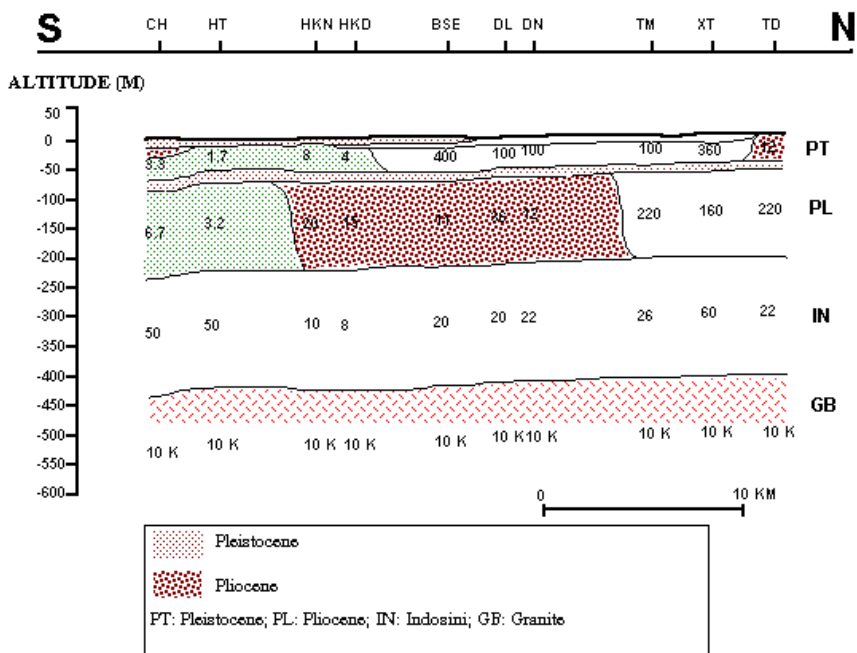 S CH HT HKN HKD BSE DL DN TM XT TD N
ALTITUDE (M)
50
0
-50
-100
-150
-200
-250
-300
-350
-400
-450
-500
-550
-600
3.3 1.7 8 4 400 100 100 100 360 12 PT
6.7 3.2 20 15 11 86 12 220 160 220 PL
50 50 10 8 20 20 22 26 60 22 IN
GB
10 K 10 K 10 K 10 K 10 K 10 K 10 K 10 K 10 K 10 K
0 10 KM
Pleistocene
Pliocene
PT: Pleistocene; PL: Pliocene; IN: Indosini; GB: Granite